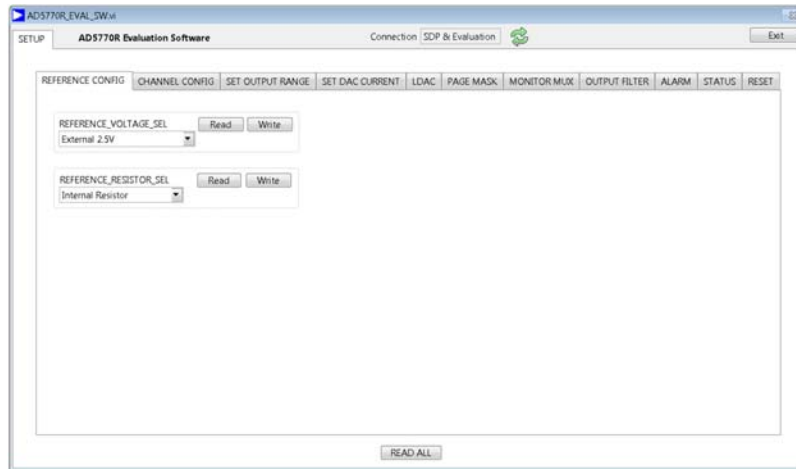 AD5770R_EVAL_SW.vi
SETUP AD5770R Evaluation Software Connection SDP & Evaluation Exit
REFERENCE CONFIG CHANNEL CONFIG SET OUTPUT RANGE SET DAC CURRENT LDAC PAGE MASK MONITOR MUX OUTPUT FILTER ALARM STATUS RESET
REFERENCE_VOLTAGE_SEL Read Write
External 2.5V
REFERENCE_RESISTOR_SEL Read Write
Internal Resistor
READ ALL